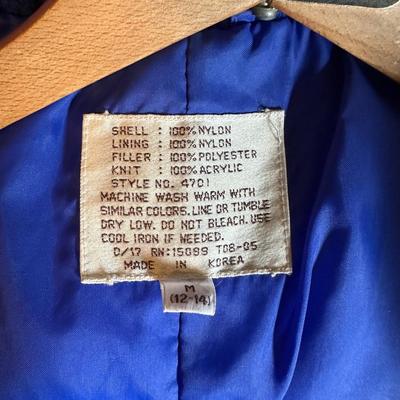 SHELL : 100% NYLON
LINING : 100% NYLON
FILLER : 100% POLYESTER
KNIT : 100% ACRYLIC
STYLE NO. 4701
MACHINE WASH WARM WITH
SIMILAR COLORS. LINE OR TUMBLE
DRY LOW. DO NOT BLEACH. USE
COOL IRON IF NEEDED.
D/17 RN:15099 T08-05
MADE IN KOREA
M
(12-14)